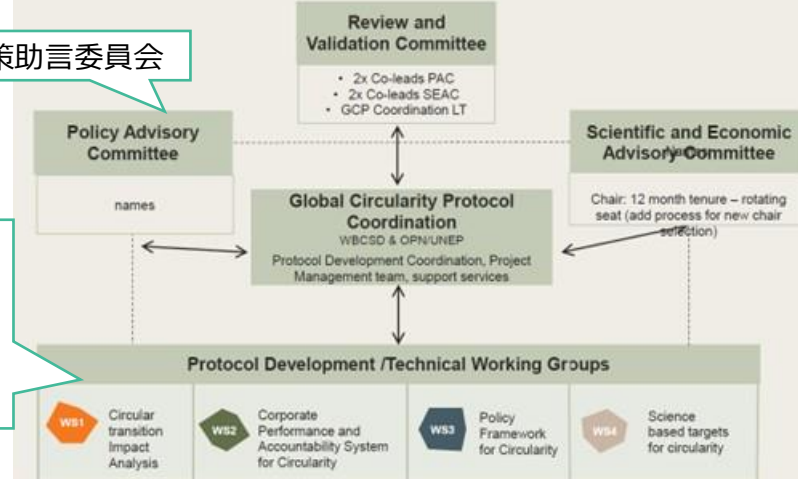 Review and
Validation Committee
• 2x Co-leads PAC
• 2x Co-leads SEAC
• GCP Coordination LT
策助言委員会
Policy Advisory
Committee
names
Scientific and Economic
Advisory Committee
Chair: 12 month tenure – rotating
seat (add process for new chair
selection)
Global Circularity Protocol
Coordination
WBCSD & OPN/UNEP
Protocol Development Coordination, Project
Management team, support services
Protocol Development /Technical Working Groups
WS1
Circular
transition
Impact
Analysis
WS2
Corporate
Performance and
Accountability System
for Circularity
WS3
Policy
Framework
for Circularity
WS4
Science
based targets
for circularity